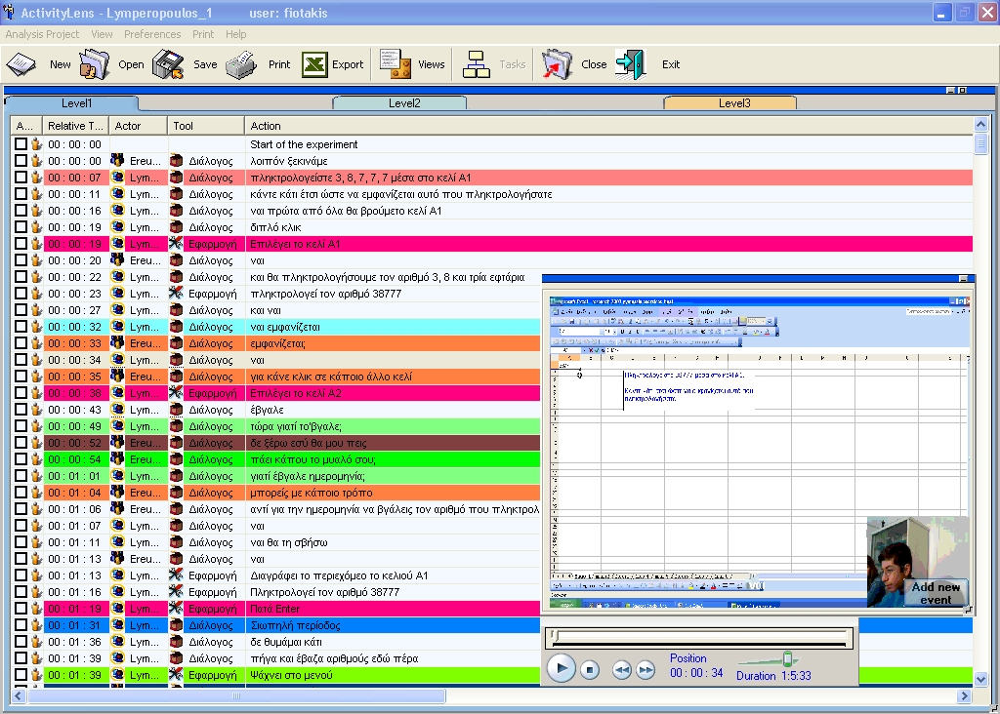 ActivityLens - Lymperopoulos_1 user: fiotakis
Analysis Project View Preferences Print Help
New Open Save Print Export Views Tasks Close Exit
Level1 Level2 Level3
A... Relative T... Actor Tool Action
00 : 00 : 00 Start of the experiment
00 : 00 : 00 Ereu... Διάλογος λοιπόν ξεκινάμε
00 : 00 : 07 Lym... Διάλογος πληκτρολογείστε 3, 8, 7, 7, 7 μέσα στο κελί Α1
00 : 00 : 11 Lym... Διάλογος κάντε κάτι έτσι ώστε να εμφανίζεται αυτό που πληκτρολογήσατε
00 : 00 : 16 Lym... Διάλογος ναι πρώτα από όλα θα βρούμετο κελί Α1
00 : 00 : 19 Lym... Διάλογος διπλό κλικ
00 : 00 : 19 Lym... Εφαρμογή Επιλέγει το κελί Α1
00 : 00 : 20 Ereu... Διάλογος ναι
00 : 00 : 22 Lym... Διάλογος και θα πληκτρολογήσουμε τον αριθμό 3, 8 και τρία εφτάρια
00 : 00 : 23 Lym... Εφαρμογή πληκτρολογεί τον αριθμό 38777
00 : 00 : 27 Lym... Διάλογος και ναι
00 : 00 : 32 Lym... Διάλογος ναι εμφανίζεται
00 : 00 : 33 Ereu... Διάλογος εμφανίζεται;
00 : 00 : 34 Lym... Διάλογος ναι
00 : 00 : 35 Ereu... Διάλογος για κάνε κλικ σε κάποιο άλλο κελί
00 : 00 : 38 Lym... Εφαρμογή Επιλέγει το κελί Α2
00 : 00 : 43 Lym... Διάλογος έβγαλε
00 : 00 : 49 Lym... Διάλογος τώρα γιατί το'βγαλε;
00 : 00 : 52 Ereu... Διάλογος δε ξέρω εσύ θα μου πεις
00 : 00 : 54 Ereu... Διάλογος πάει κάπου το μυαλό σου;
00 : 01 : 01 Lym... Διάλογος γιατί έβγαλε ημερομηνία;
00 : 01 : 04 Ereu... Διάλογος μπορείς με κάποιο τρόπο
00 : 01 : 06 Ereu... Διάλογος αντί για την ημερομηνία να βγάλεις τον αριθμό που πληκτρολ
00 : 01 : 07 Lym... Διάλογος ναι
00 : 01 : 11 Lym... Διάλογος ναι θα τη σβήσω
00 : 01 : 13 Ereu... Διάλογος ναι
00 : 01 : 13 Lym... Εφαρμογή Διαγράφει το περιεχόμεο το κελιού Α1
00 : 01 : 16 Lym... Εφαρμογή Πληκτρολογεί τον αριθμό 38777
00 : 01 : 19 Lym... Εφαρμογή Πατά Enter
00 : 01 : 31 Lym... Διάλογος Σιωπηλή περίοδος
00 : 01 : 36 Lym... Διάλογος δε θυμάμαι κάτι
00 : 01 : 39 Lym... Διάλογος πήγα και έβαζα αριθμούς εδώ πέρα
00 : 01 : 39 Lym... Εφαρμογή Ψάχνει στο μενού
Add new
event
Position
00 : 00 : 34 Duration 1:5:33